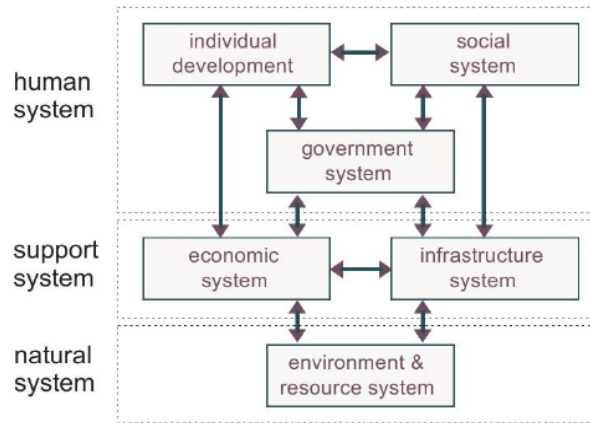 human
system
individual
development
social
system
government
system
support
system
economic
system
infrastructure
system
natural
system
environment &
resource system